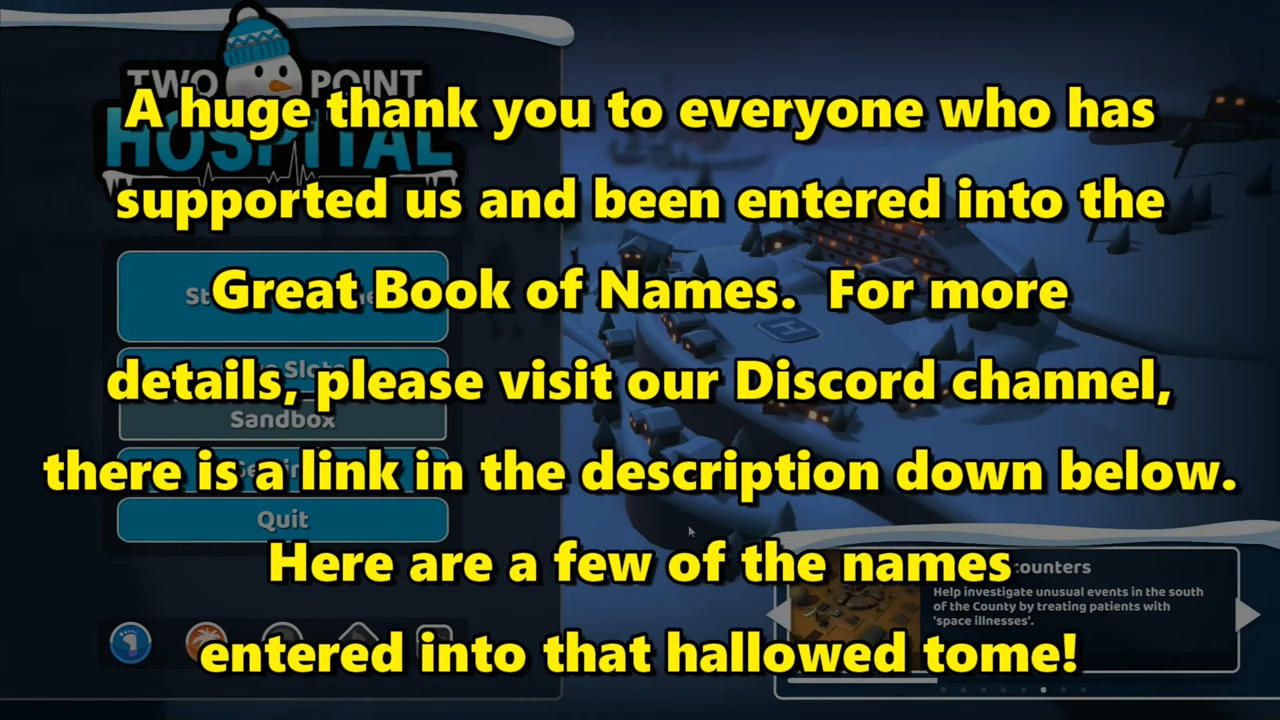 TWO POINT
HOSPITAL
A huge thank you to everyone who has
supported us and been entered into the
Great Book of Names. For more
details, please visit our Discord channel,
there is a link in the description down below.
Here are a few of the names
entered into that hallowed tome!
Sandbox
Quit
H
Help investigate unusual events in the south
of the County by treating patients with
'space illnesses'.